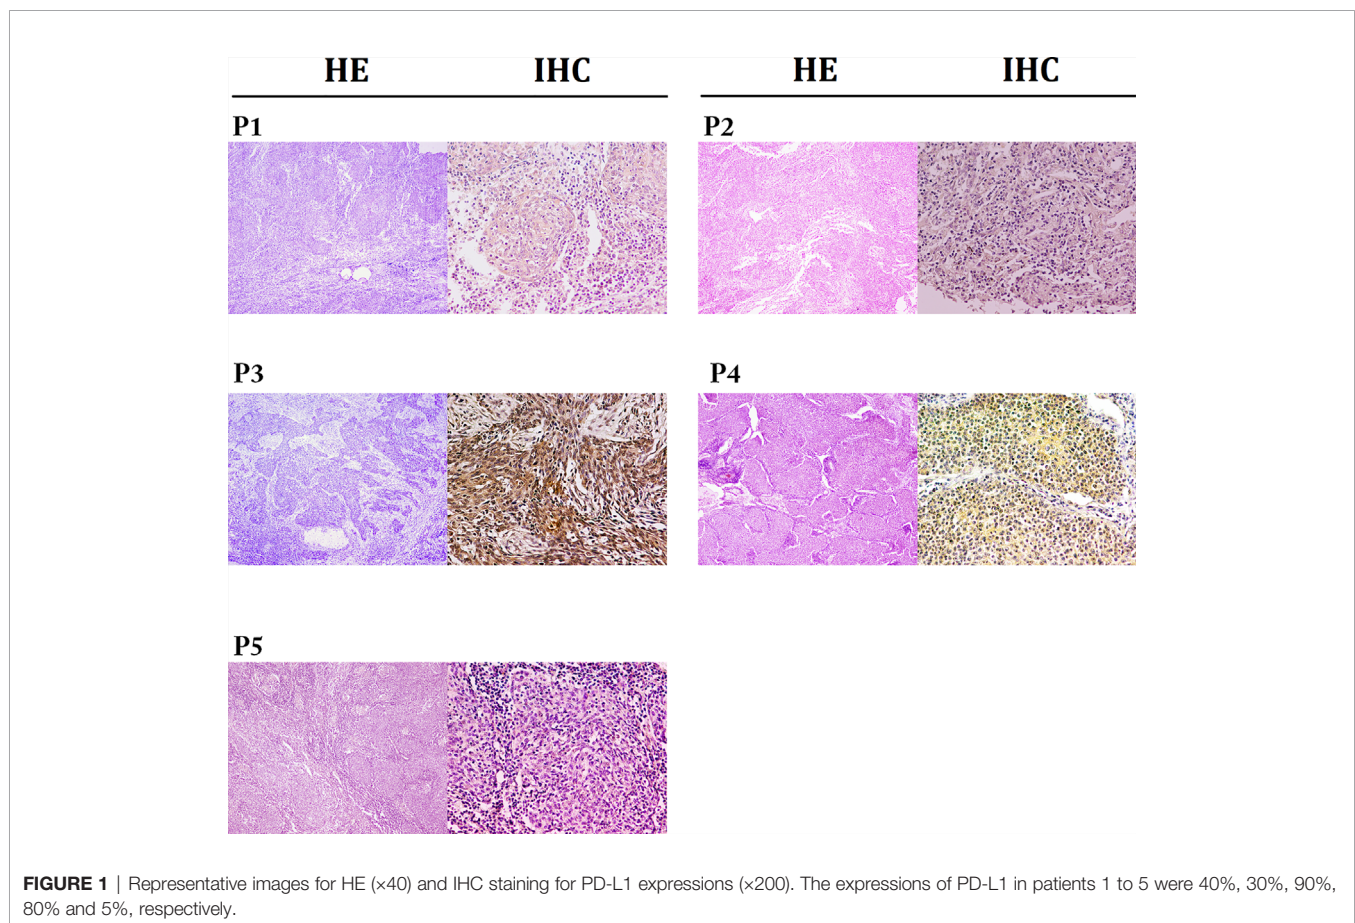 HE IHC HE IHC
P1 P2
P3 P4
P5
FIGURE 1 | Representative images for HE (×40) and IHC staining for PD-L1 expressions (×200). The expressions of PD-L1 in patients 1 to 5 were 40%, 30%, 90%,
80% and 5%, respectively.